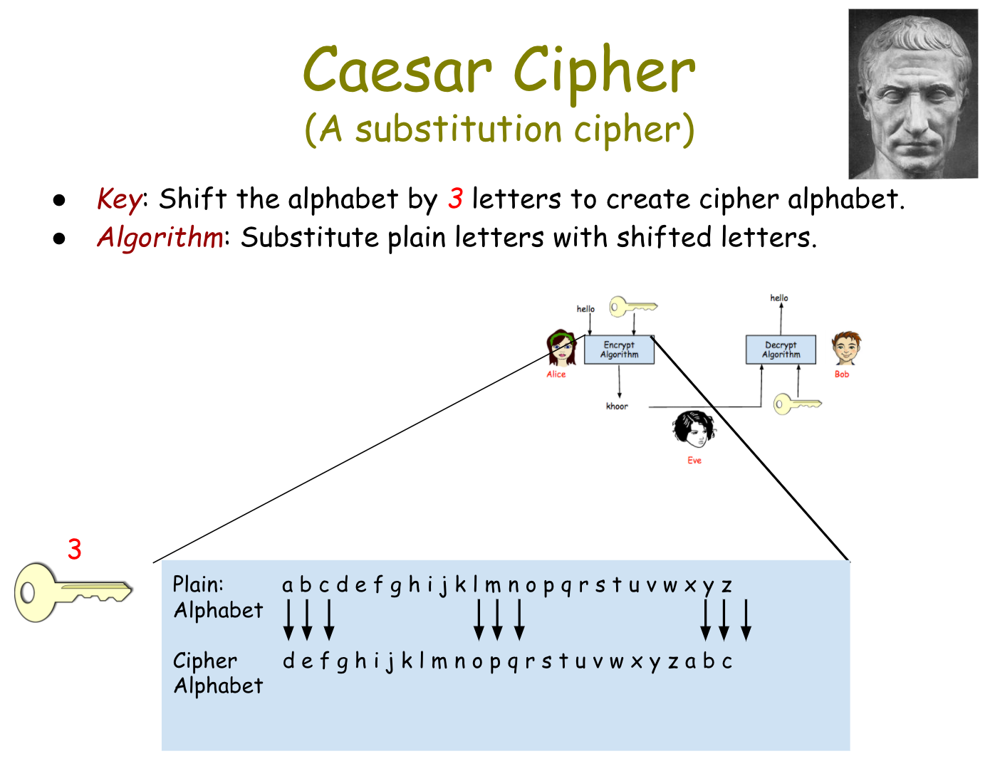 Caesar Cipher
(A substitution cipher)
● Key: Shift the alphabet by 3 letters to create cipher alphabet.
● Algorithm: Substitute plain letters with shifted letters.
hello
hello
Encrypt
Algorithm
Decrypt
Algorithm
Alice
Bob
khoor
Eve
3
Plain: a b c d e f g h i j k l m n o p q r s t u v w x y z
Alphabet
Cipher d e f g h i j k l m n o p q r s t u v w x y z a b c
Alphabet